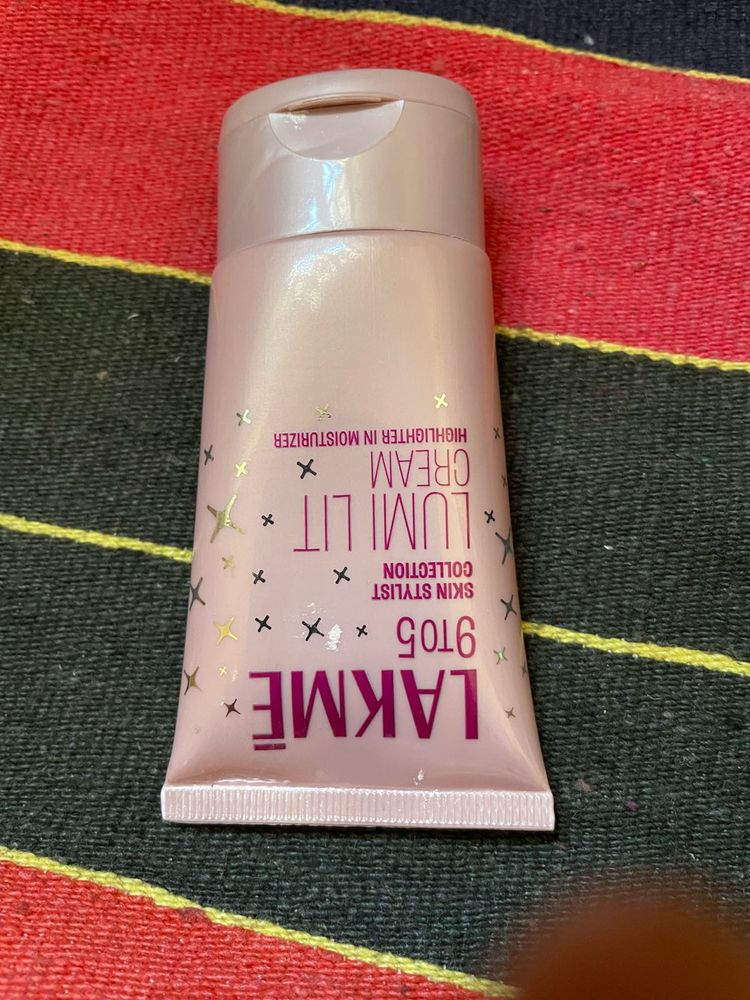 LAKMĒ
9TO5
SKIN STYLIST
COLLECTION
LUMI LIT
CREAM
HIGHLIGHTER IN MOISTURIZER